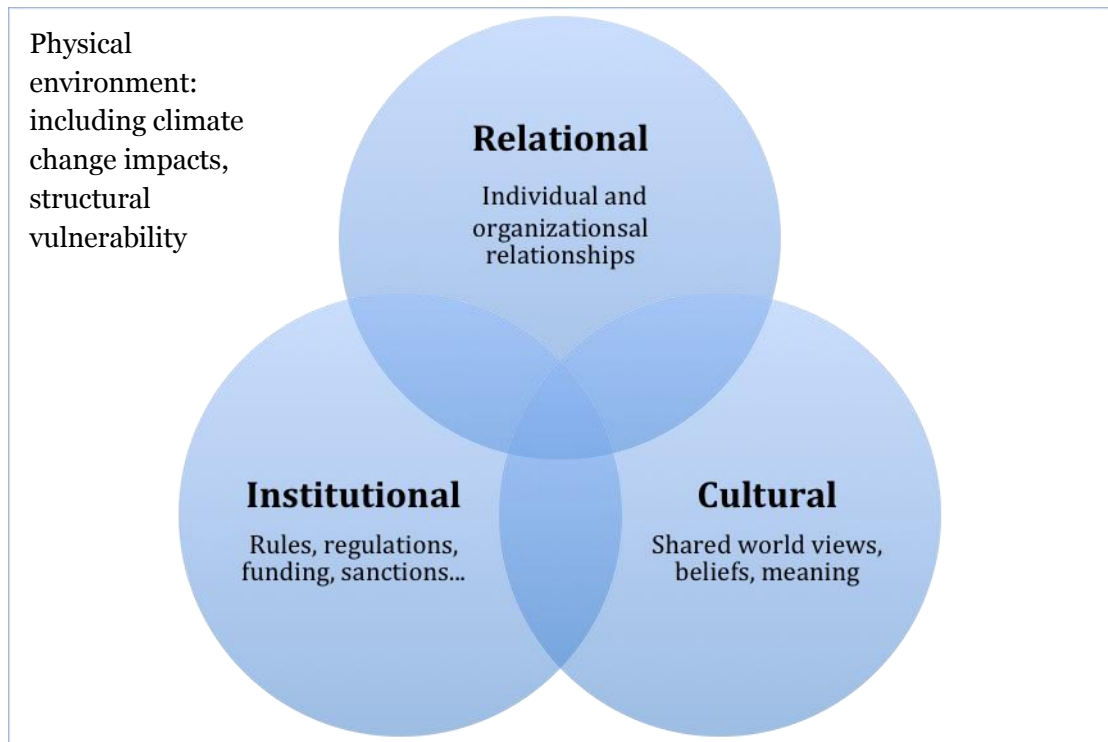 Physical
environment:
including climate
change impacts,
structural
vulnerability
Relational
Individual and
organizationsal
relationships
Institutional
Rules, regulations,
funding, sanctions...
Cultural
Shared world views,
beliefs, meaning